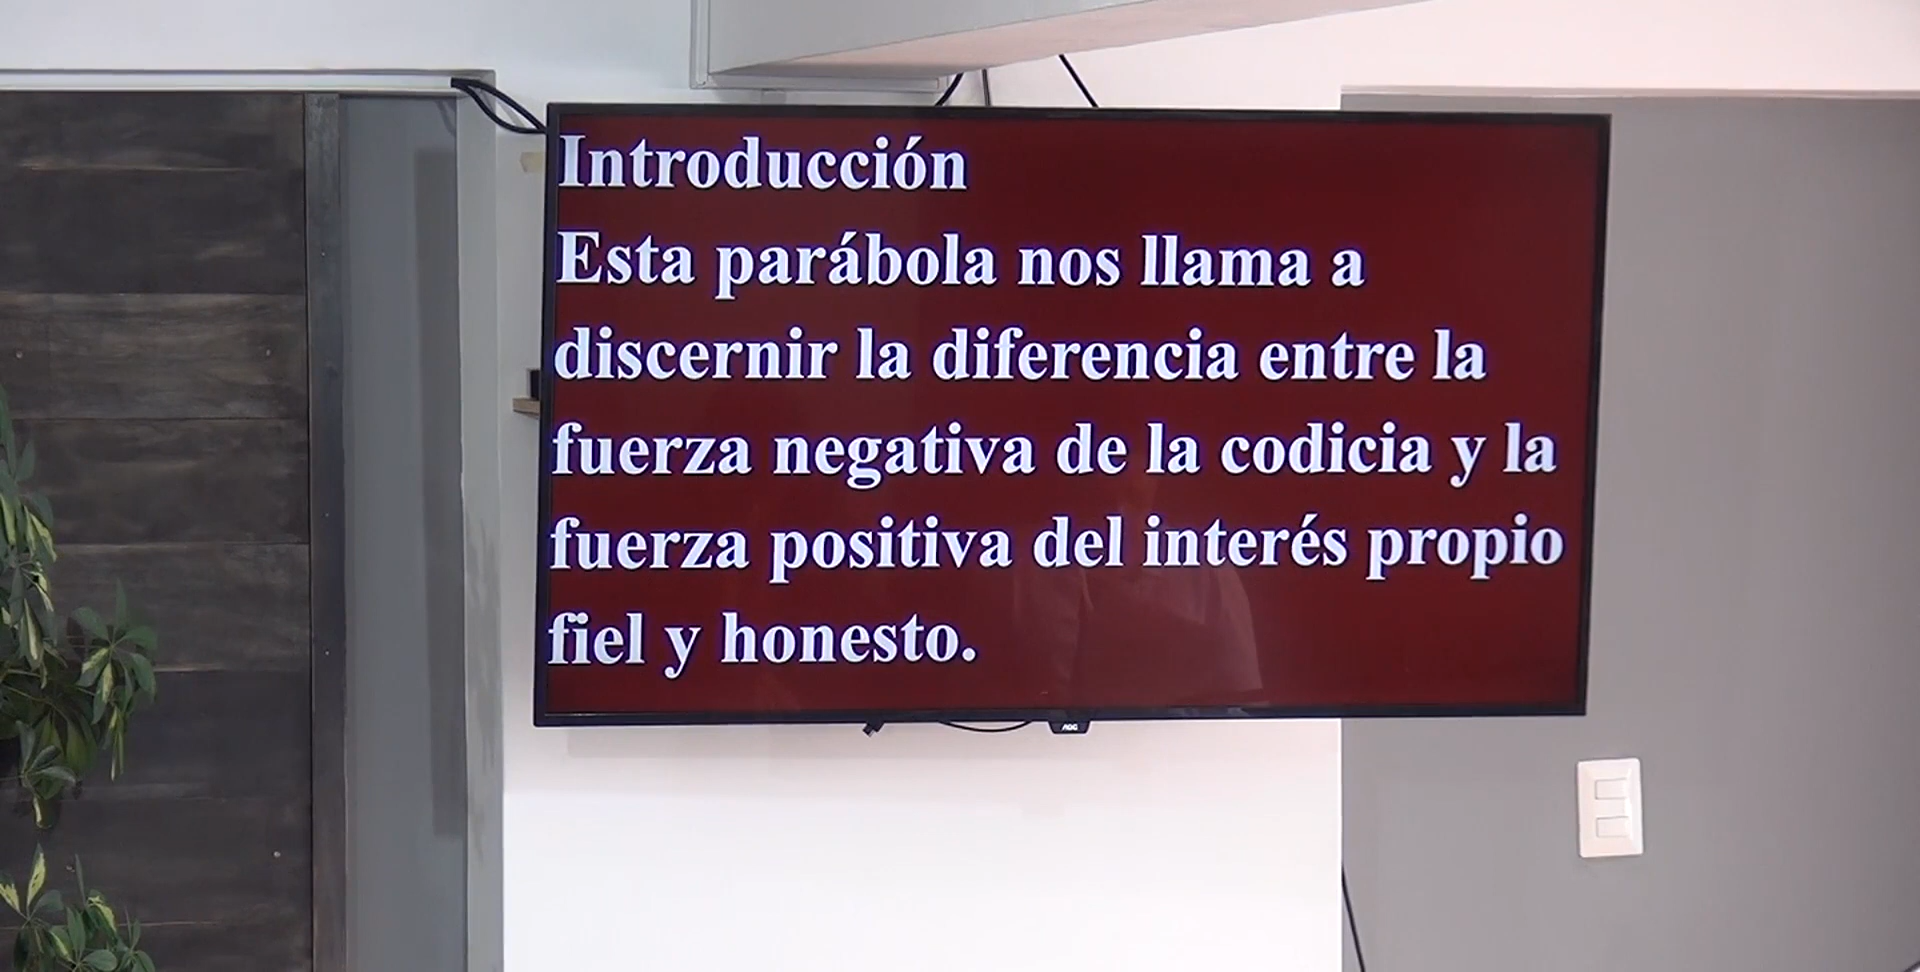 Introducción
Esta parábola nos llama a
discernir la diferencia entre la
fuerza negativa de la codicia y la
fuerza positiva del interés propio
fiel y honesto.
AOC